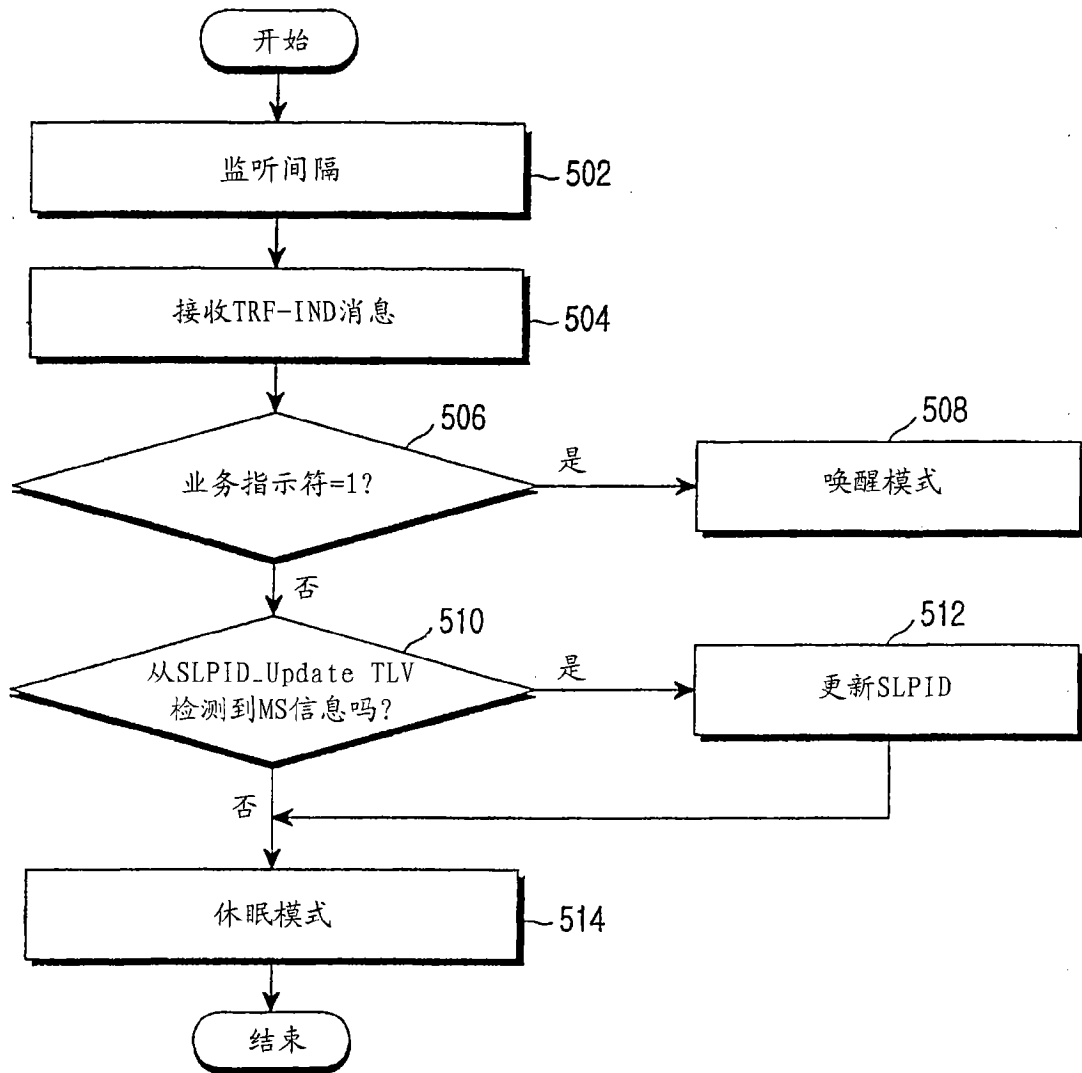 开始
监听间隔
502
接收TRF-IND消息
504
506
业务指示符=1?
是
508
唤醒模式
否
510
从SLPID_Update TLV
检测到MS信息吗?
是
512
更新SLPID
否
休眠模式
514
结束